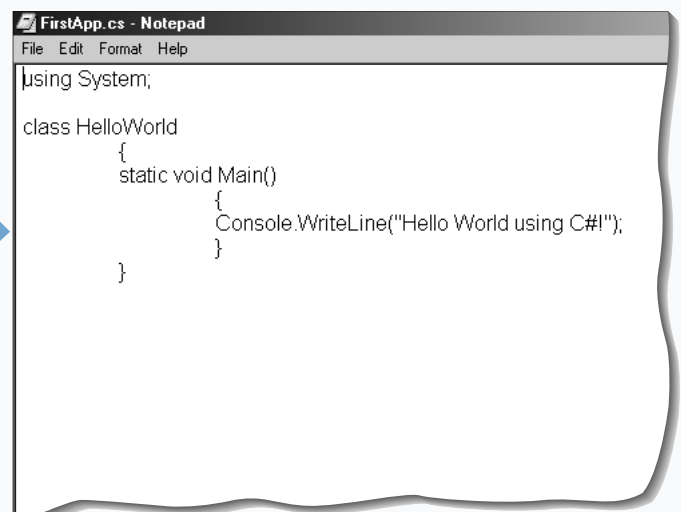 FirstApp.cs - Notepad
File Edit Format Help
using System;
class HelloWorld
{
static void Main()
{
Console.WriteLine("Hello World using C#!");
}
}